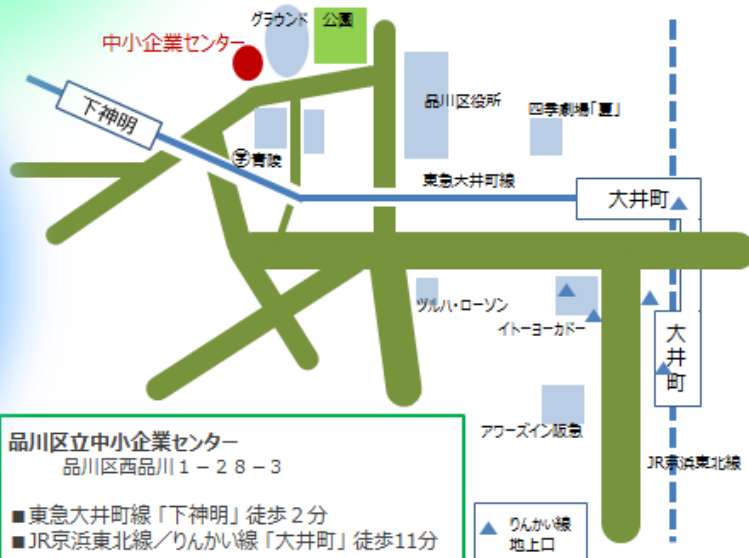 グラウンド
公園
中小企業センター
下神明
品川区役所
四季劇場「夏」
㊫青陵
東急大井町線
大井町
ツルハ・ローソン
イトーヨーカドー
大井町
アワーズイン阪急
JR京浜東北線
品川区立中小企業センター
品川区西品川1-28-3
■東急大井町線「下神明」徒歩2分
■JR京浜東北線/りんかい線「大井町」徒歩11分
りんかい線
地上口